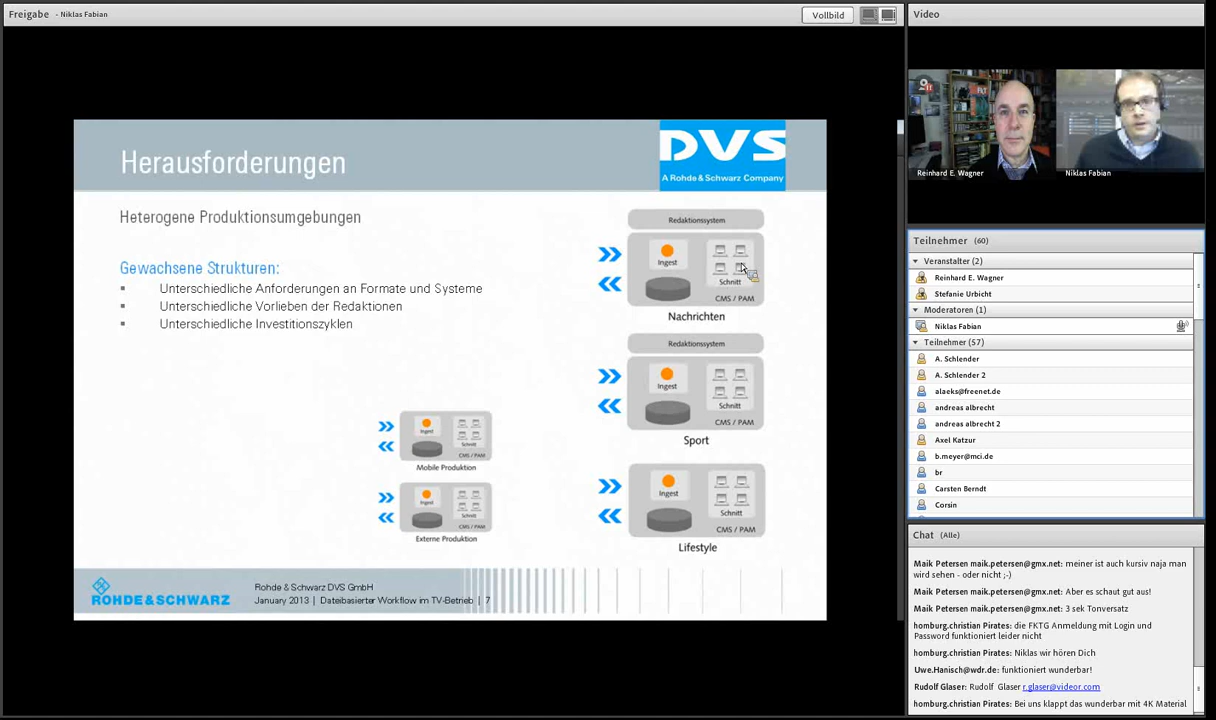 Freigabe - Niklas Fabian
Vollbild
Herausforderungen
DVS
A Rohde & Schwarz Company
Heterogene Produktionsumgebungen
Gewachsene Strukturen:
▪ Unterschiedliche Anforderungen an Formate und Systeme
▪ Unterschiedliche Vorlieben der Redaktionen
▪ Unterschiedliche Investitionszyklen
Redaktionssystem
Ingest
Schnitt
CMS / PAM
Nachrichten
Redaktionssystem
Ingest
Schnitt
CMS / PAM
Sport
Ingest
Schnitt
CMS / PAM
Lifestyle
Ingest
Schnitt
CMS / PAM
Mobile Produktion
Ingest
Schnitt
CMS / PAM
Externe Produktion
ROHDE & SCHWARZ
Rohde & Schwarz DVS GmbH
January 2013 | Dateibasierter Workflow im TV-Betrieb | 7
Video
Reinhard E. Wagner
Niklas Fabian
Teilnehmer (60)
Veranstalter (2)
Reinhard E. Wagner
Stefanie Urbicht
Moderatoren (1)
Niklas Fabian
Teilnehmer (57)
A. Schlender
A. Schlender 2
alaeks@freenet.de
andreas albrecht
andreas albrecht 2
Axel Katzur
b.meyer@mci.de
br
Carsten Berndt
Corsin
Chat (Alle)
Maik Petersen maik.petersen@gmx.net: meiner ist auch kursiv naja man
wird sehen - oder nicht ;-)
Maik Petersen maik.petersen@gmx.net: Aber es schaut gut aus!
Maik Petersen maik.petersen@gmx.net: 3 sek Tonversatz
homburg.christian Pirates: die FKTG Anmeldung mit Login und
Password funktioniert leider nicht
homburg.christian Pirates: Niklas wir hören Dich
Uwe.Hanisch@wdr.de: funktioniert wunderbar!
Rudolf Glaser: Rudolf Glaser r.glaser@videor.com
homburg.christian Pirates: Bei uns klappt das wunderbar mit 4K Material